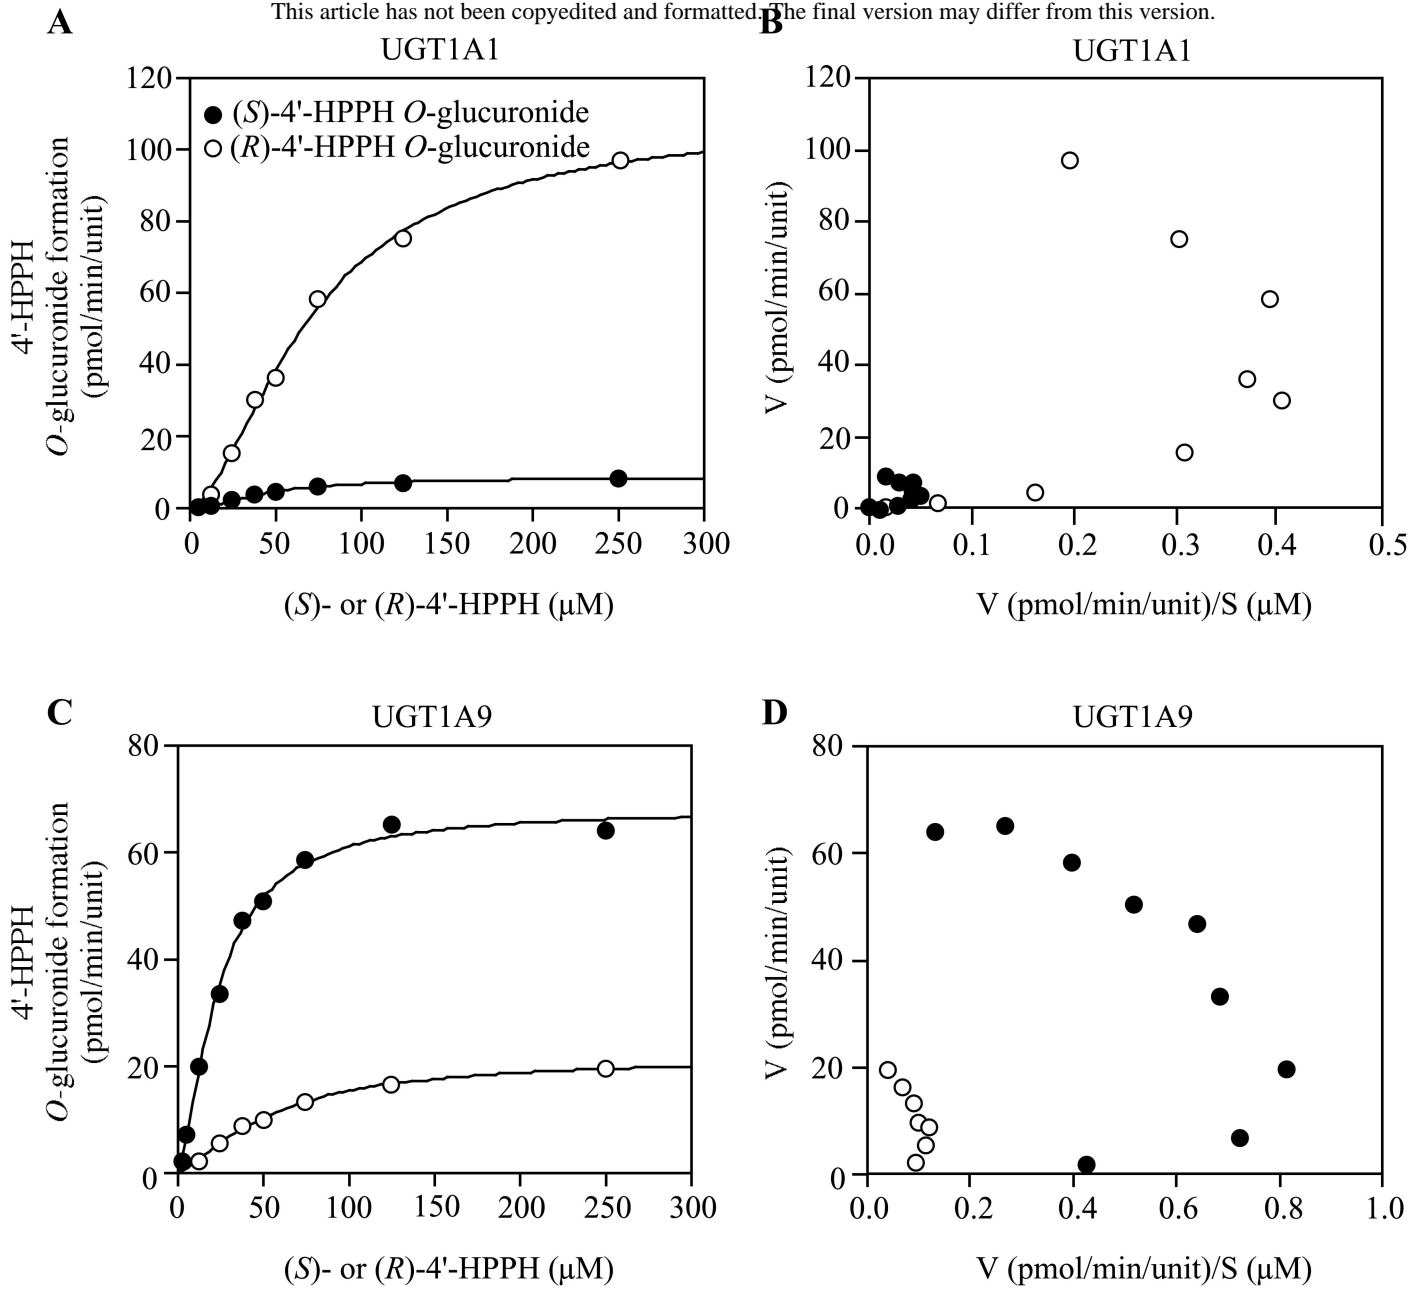 This article has not been copyedited and formatted. The final version may differ from this version.
A
B
UGT1A1
UGT1A1
4'-HPPH
O-glucuronide formation
(pmol/min/unit)
120
100
80
60
40
20
0
(S)-4'-HPPH O-glucuronide
(R)-4'-HPPH O-glucuronide
0 50 100 150 200 250 300
(S)- or (R)-4'-HPPH (μM)
V (pmol/min/unit)
120
100
80
60
40
20
0
0.0 0.1 0.2 0.3 0.4 0.5
V (pmol/min/unit)/S (μM)
C
D
UGT1A9
UGT1A9
4'-HPPH
O-glucuronide formation
(pmol/min/unit)
80
60
40
20
0
0 50 100 150 200 250 300
(S)- or (R)-4'-HPPH (μM)
V (pmol/min/unit)
80
60
40
20
0
0.0 0.2 0.4 0.6 0.8 1.0
V (pmol/min/unit)/S (μM)